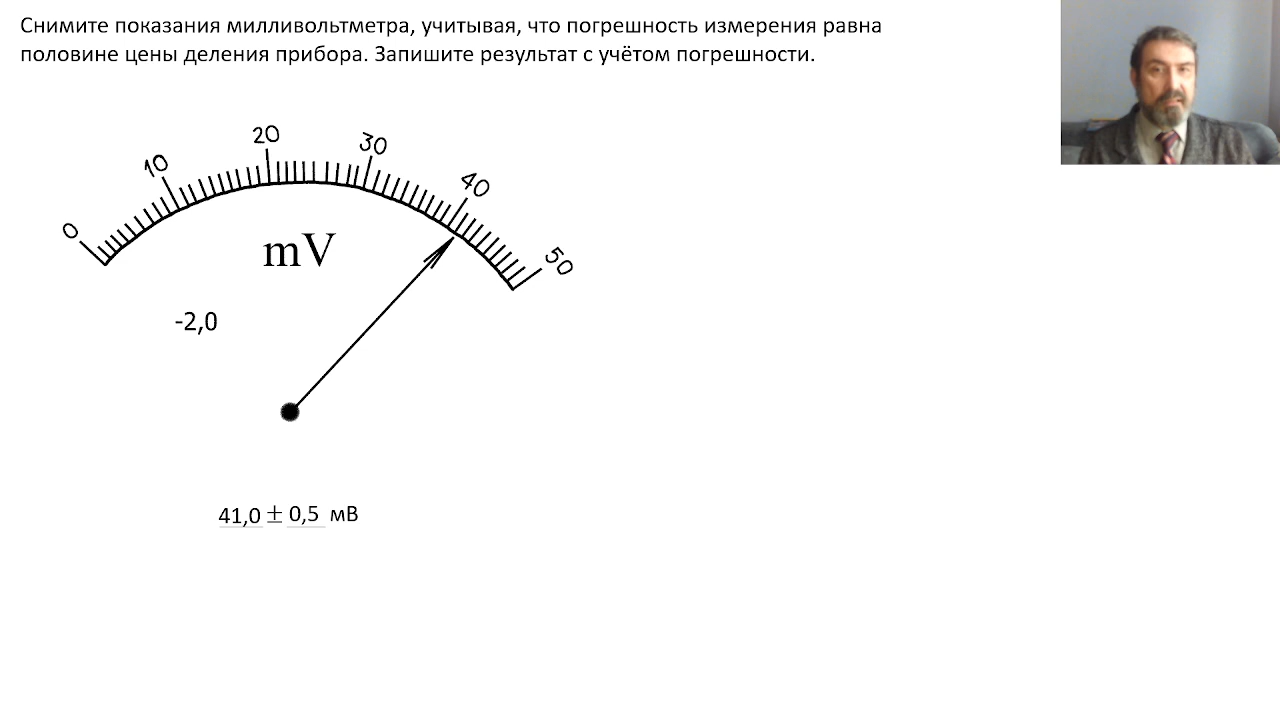 Снимите показания милливольтметра, учитывая, что погрешность измерения равна
половине цены деления прибора. Запишите результат с учётом погрешности.
0
10
20
30
40
50
mV
-2,0
41,0 ± 0,5 мВ